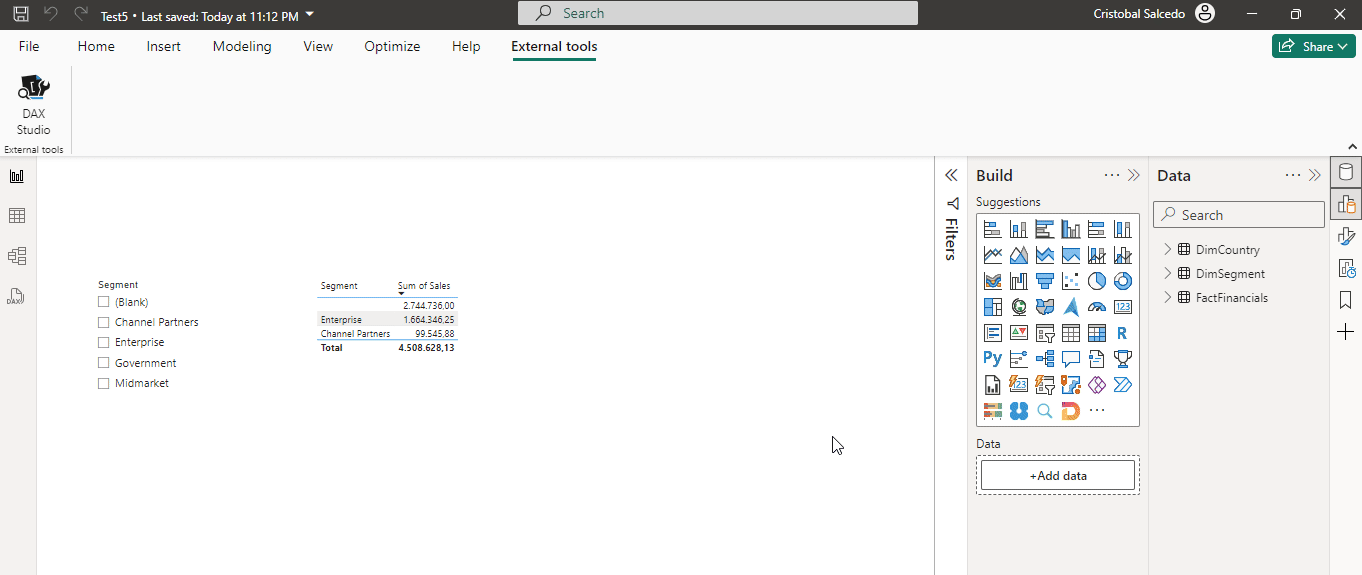 Test5 • Last saved: Today at 11:12 PM
Search
Cristobal Salcedo
File Home Insert Modeling View Optimize Help External tools
Share
DAX
Studio
External tools
Segment
(Blank)
Channel Partners
Enterprise
Government
Midmarket
Segment Sum of Sales
2.744.736,00
Enterprise 1.664.346,25
Channel Partners 99.545,88
Total 4.508.628,13
Filters
Build
Suggestions
123
R
Py
123
Data
+Add data
Data
Search
DimCountry
DimSegment
FactFinancials
DAX